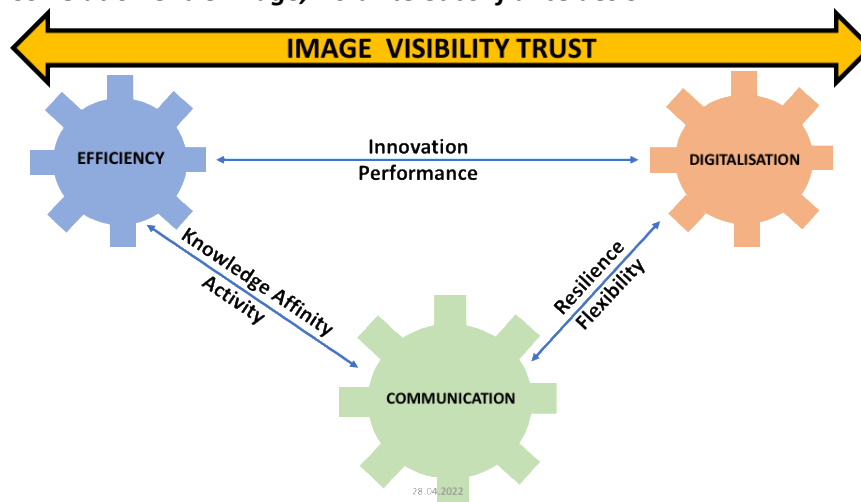 IMAGE VISIBILITY TRUST
EFFICIENCY
Innovation
Performance
DIGITALISATION
Knowledge Affinity
Activity
Resilience
Flexibility
COMMUNICATION
28.04.2022